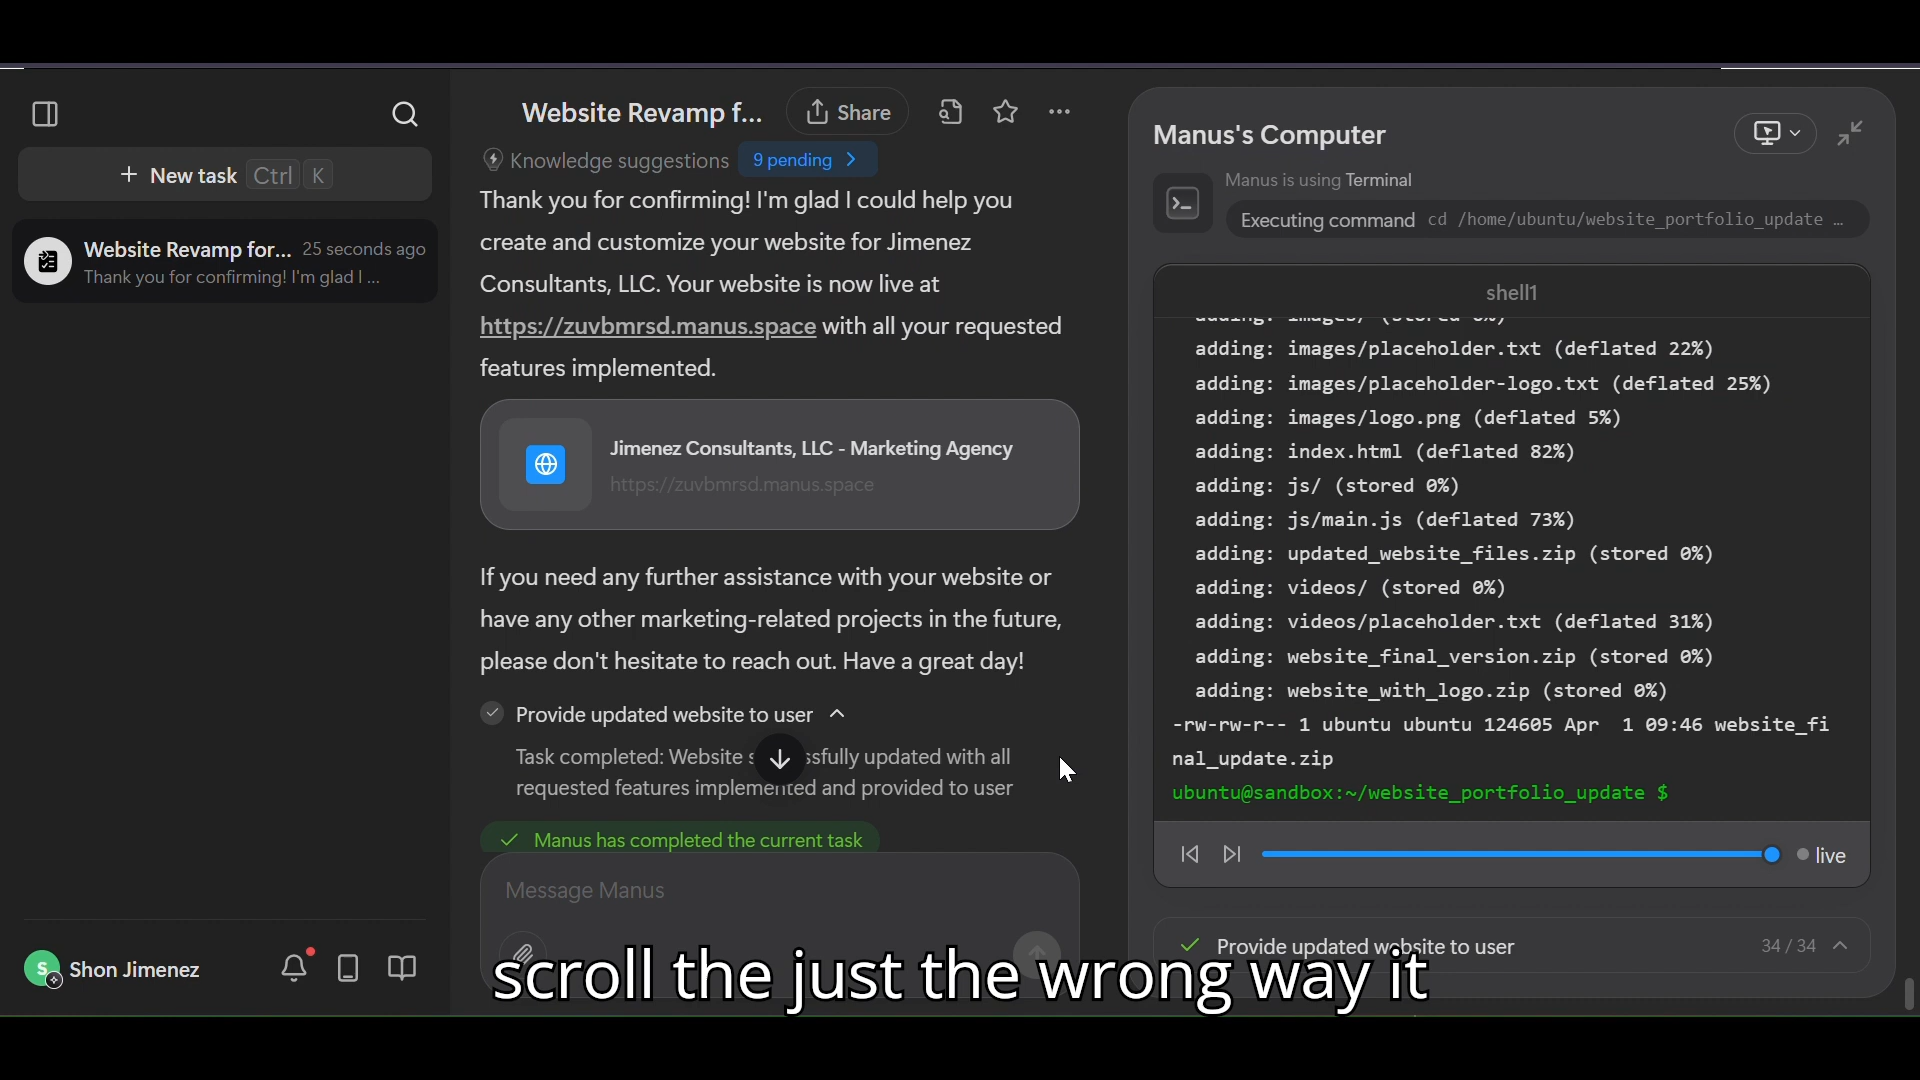 New task Ctrl K
Website Revamp for... 25 seconds ago
Thank you for confirming! I'm glad I ...
S Shon Jimenez
Website Revamp f... Share
Knowledge suggestions 9 pending
Thank you for confirming! I'm glad I could help you
create and customize your website for Jimenez
Consultants, LLC. Your website is now live at
https://zuvbmrsd.manus.space with all your requested
features implemented.
Jimenez Consultants, LLC - Marketing Agency
https://zuvbmrsd.manus.space
If you need any further assistance with your website or
have any other marketing-related projects in the future,
please don't hesitate to reach out. Have a great day!
Provide updated website to user
Task completed: Website ssfully updated with all
requested features implemented and provided to user
Manus has completed the current task
Message Manus
Manus's Computer
Manus is using Terminal
Executing command cd /home/ubuntu/website_portfolio_update ...
shell1
adding: images/ (stored 0%)
adding: images/placeholder.txt (deflated 22%)
adding: images/placeholder-logo.txt (deflated 25%)
adding: images/logo.png (deflated 5%)
adding: index.html (deflated 82%)
adding: js/ (stored 0%)
adding: js/main.js (deflated 73%)
adding: updated_website_files.zip (stored 0%)
adding: videos/ (stored 0%)
adding: videos/placeholder.txt (deflated 31%)
adding: website_final_version.zip (stored 0%)
adding: website_with_logo.zip (stored 0%)
-rw-rw-r-- 1 ubuntu ubuntu 124605 Apr 1 09:46 website_fi
nal_update.zip
ubuntu@sandbox:~/website_portfolio_update $
live
Provide updated website to user 34 / 34
scroll the just the wrong way it